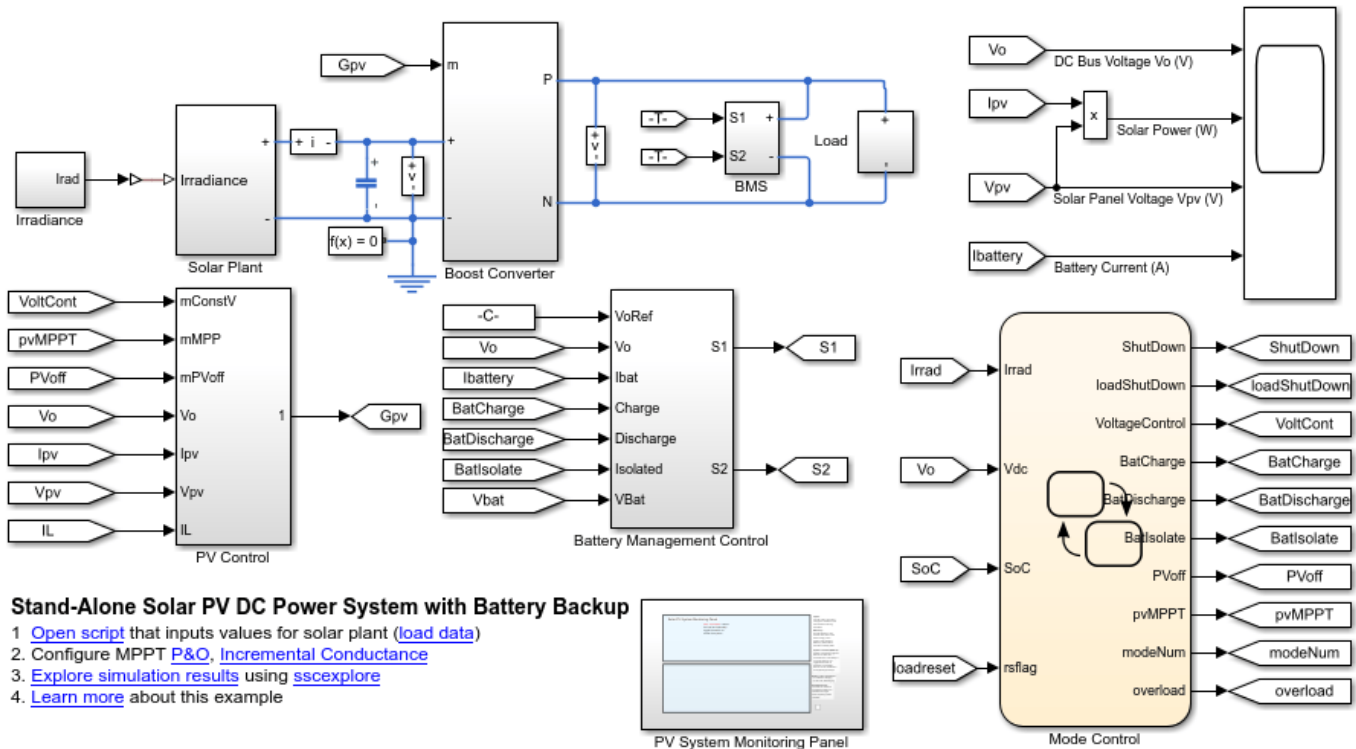 Irad
Irradiance
Irradiance
+
-
Solar Plant
+ i -
+
-
+ v -
f(x) = 0
Gpv
m
+
-
P
N
Boost Converter
+ v -
-T-
-T-
S1
S2
+
-
BMS
Load
+
-
Vo
DC Bus Voltage Vo (V)
Ipv
x
Solar Power (W)
Vpv
Solar Panel Voltage Vpv (V)
Ibattery
Battery Current (A)
VoltCont
pvMPPT
PVoff
Vo
Ipv
Vpv
IL
mConstV
mMPP
mPVoff
Vo
Ipv
Vpv
IL
1
Gpv
PV Control
-C-
Vo
Ibattery
BatCharge
BatDischarge
BatIsolate
Vbat
VoRef
Vo
Ibat
Charge
Discharge
Isolated
VBat
S1
S2
S1
S2
Battery Management Control
Irrad
Vo
SoC
loadreset
Irrad
Vdc
SoC
rsflag
ShutDown
loadShutDown
VoltageControl
BatCharge
BatDischarge
BatIsolate
PVoff
pvMPPT
modeNum
overload
ShutDown
loadShutDown
VoltCont
BatCharge
BatDischarge
BatIsolate
PVoff
pvMPPT
modeNum
overload
Mode Control
Stand-Alone Solar PV DC Power System with Battery Backup
1 Open script that inputs values for solar plant (load data)
2. Configure MPPT P&O, Incremental Conductance
3. Explore simulation results using sscexplore
4. Learn more about this example
PV System Monitoring Panel